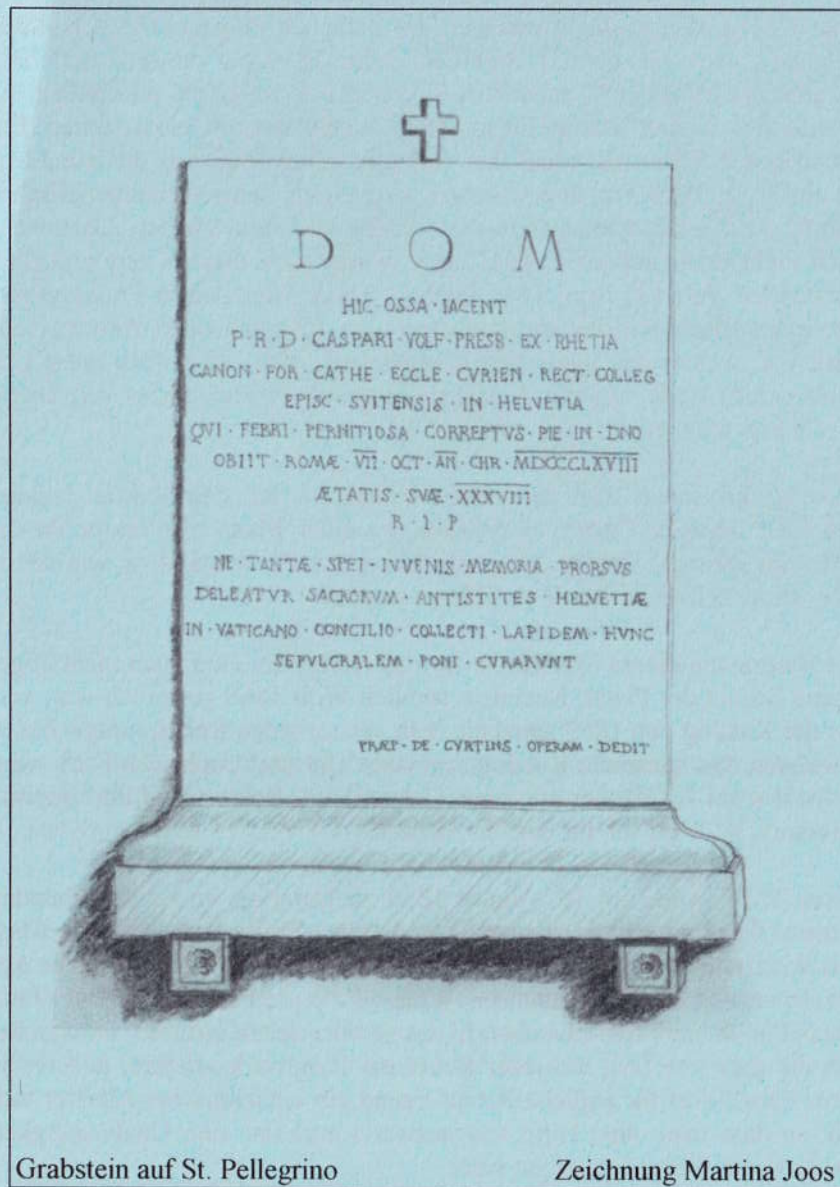 D O M
HIC OSSA · IACENT
P · R · D · CASPARI · VOLF · PRESB · EX · RHETIA
CANON · FOR · CATHE · ECCLE · CVRIEN · RECT · COLLEG
EPISC · SVITENSIS · IN · HELVETIA
QVI · FEBRI · PERNITIOSA · CORREPTVS · PIE · IN · DNO
OBIIT · ROMÆ · VII · OCT · AN · CHR · MDCCCLXVIII
ÆTATIS · SVÆ · XXXVIII
R · I · P
NE · TANTÆ · SPEI · IVVENIS · MEMORIA · PRORSVS
DELEATVR SACRORVM · ANTISTITES · HELVETIÆ
IN · VATICANO · CONCILIO · COLLECTI · LAPIDEM · HVNC
SEPVLCRALEM · PONI · CVRARVNT
PRÆF · DE · CVRTINS · OPERAM · DEDIT
Grabstein auf St. Pellegrino
Zeichnung Martina Joos